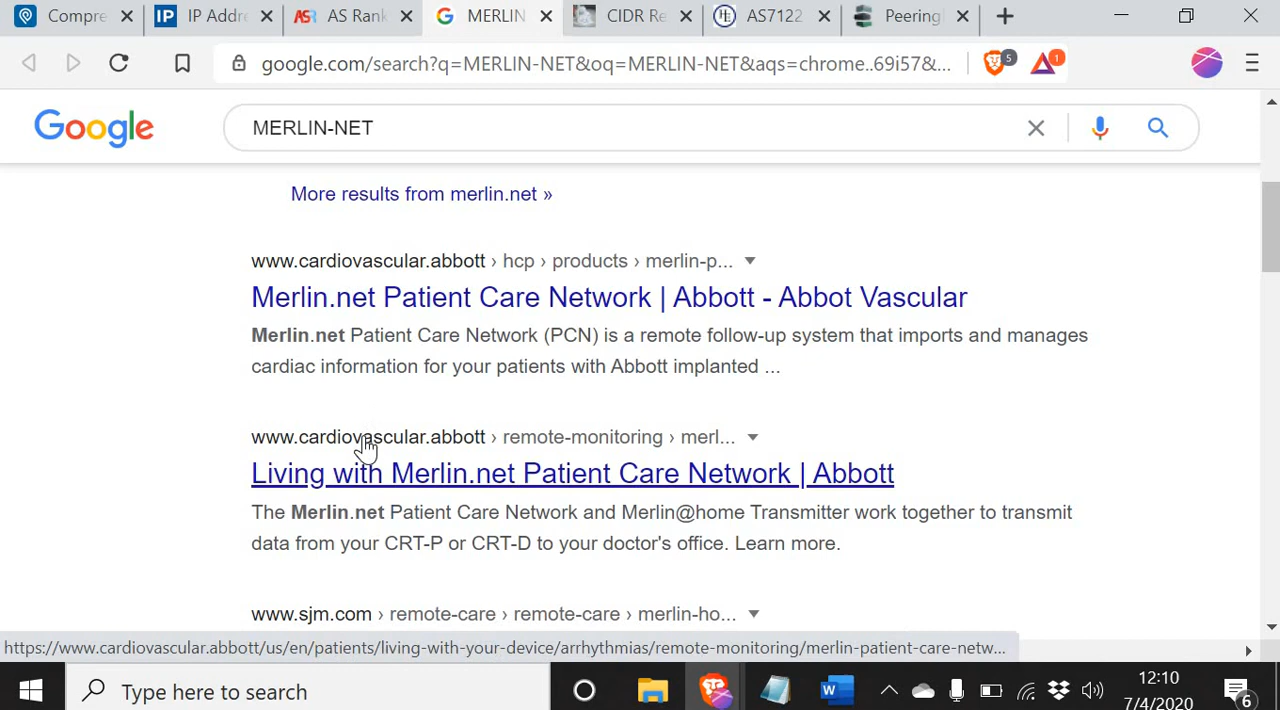 Compre
IP
IP Addre
ASR
AS Rank
MERLIN
CIDR Re
AS7122
Peering
google.com/search?q=MERLIN-NET&oq=MERLIN-NET&aqs=chrome..69i57&...
5
1
Google
MERLIN-NET
More results from merlin.net »
www.cardiovascular.abbott › hcp › products › merlin-p...
Merlin.net Patient Care Network | Abbott - Abbot Vascular
Merlin.net Patient Care Network (PCN) is a remote follow-up system that imports and manages
cardiac information for your patients with Abbott implanted ...
www.cardiovascular.abbott › remote-monitoring › merl...
Living with Merlin.net Patient Care Network | Abbott
The Merlin.net Patient Care Network and Merlin@home Transmitter work together to transmit
data from your CRT-P or CRT-D to your doctor's office. Learn more.
www.sjm.com › remote-care › remote-care › merlin-ho...
https://www.cardiovascular.abbott/us/en/patients/living-with-your-device/arrhythmias/remote-monitoring/merlin-patient-care-netw...
Type here to search
W
12:10
7/4/2020
6